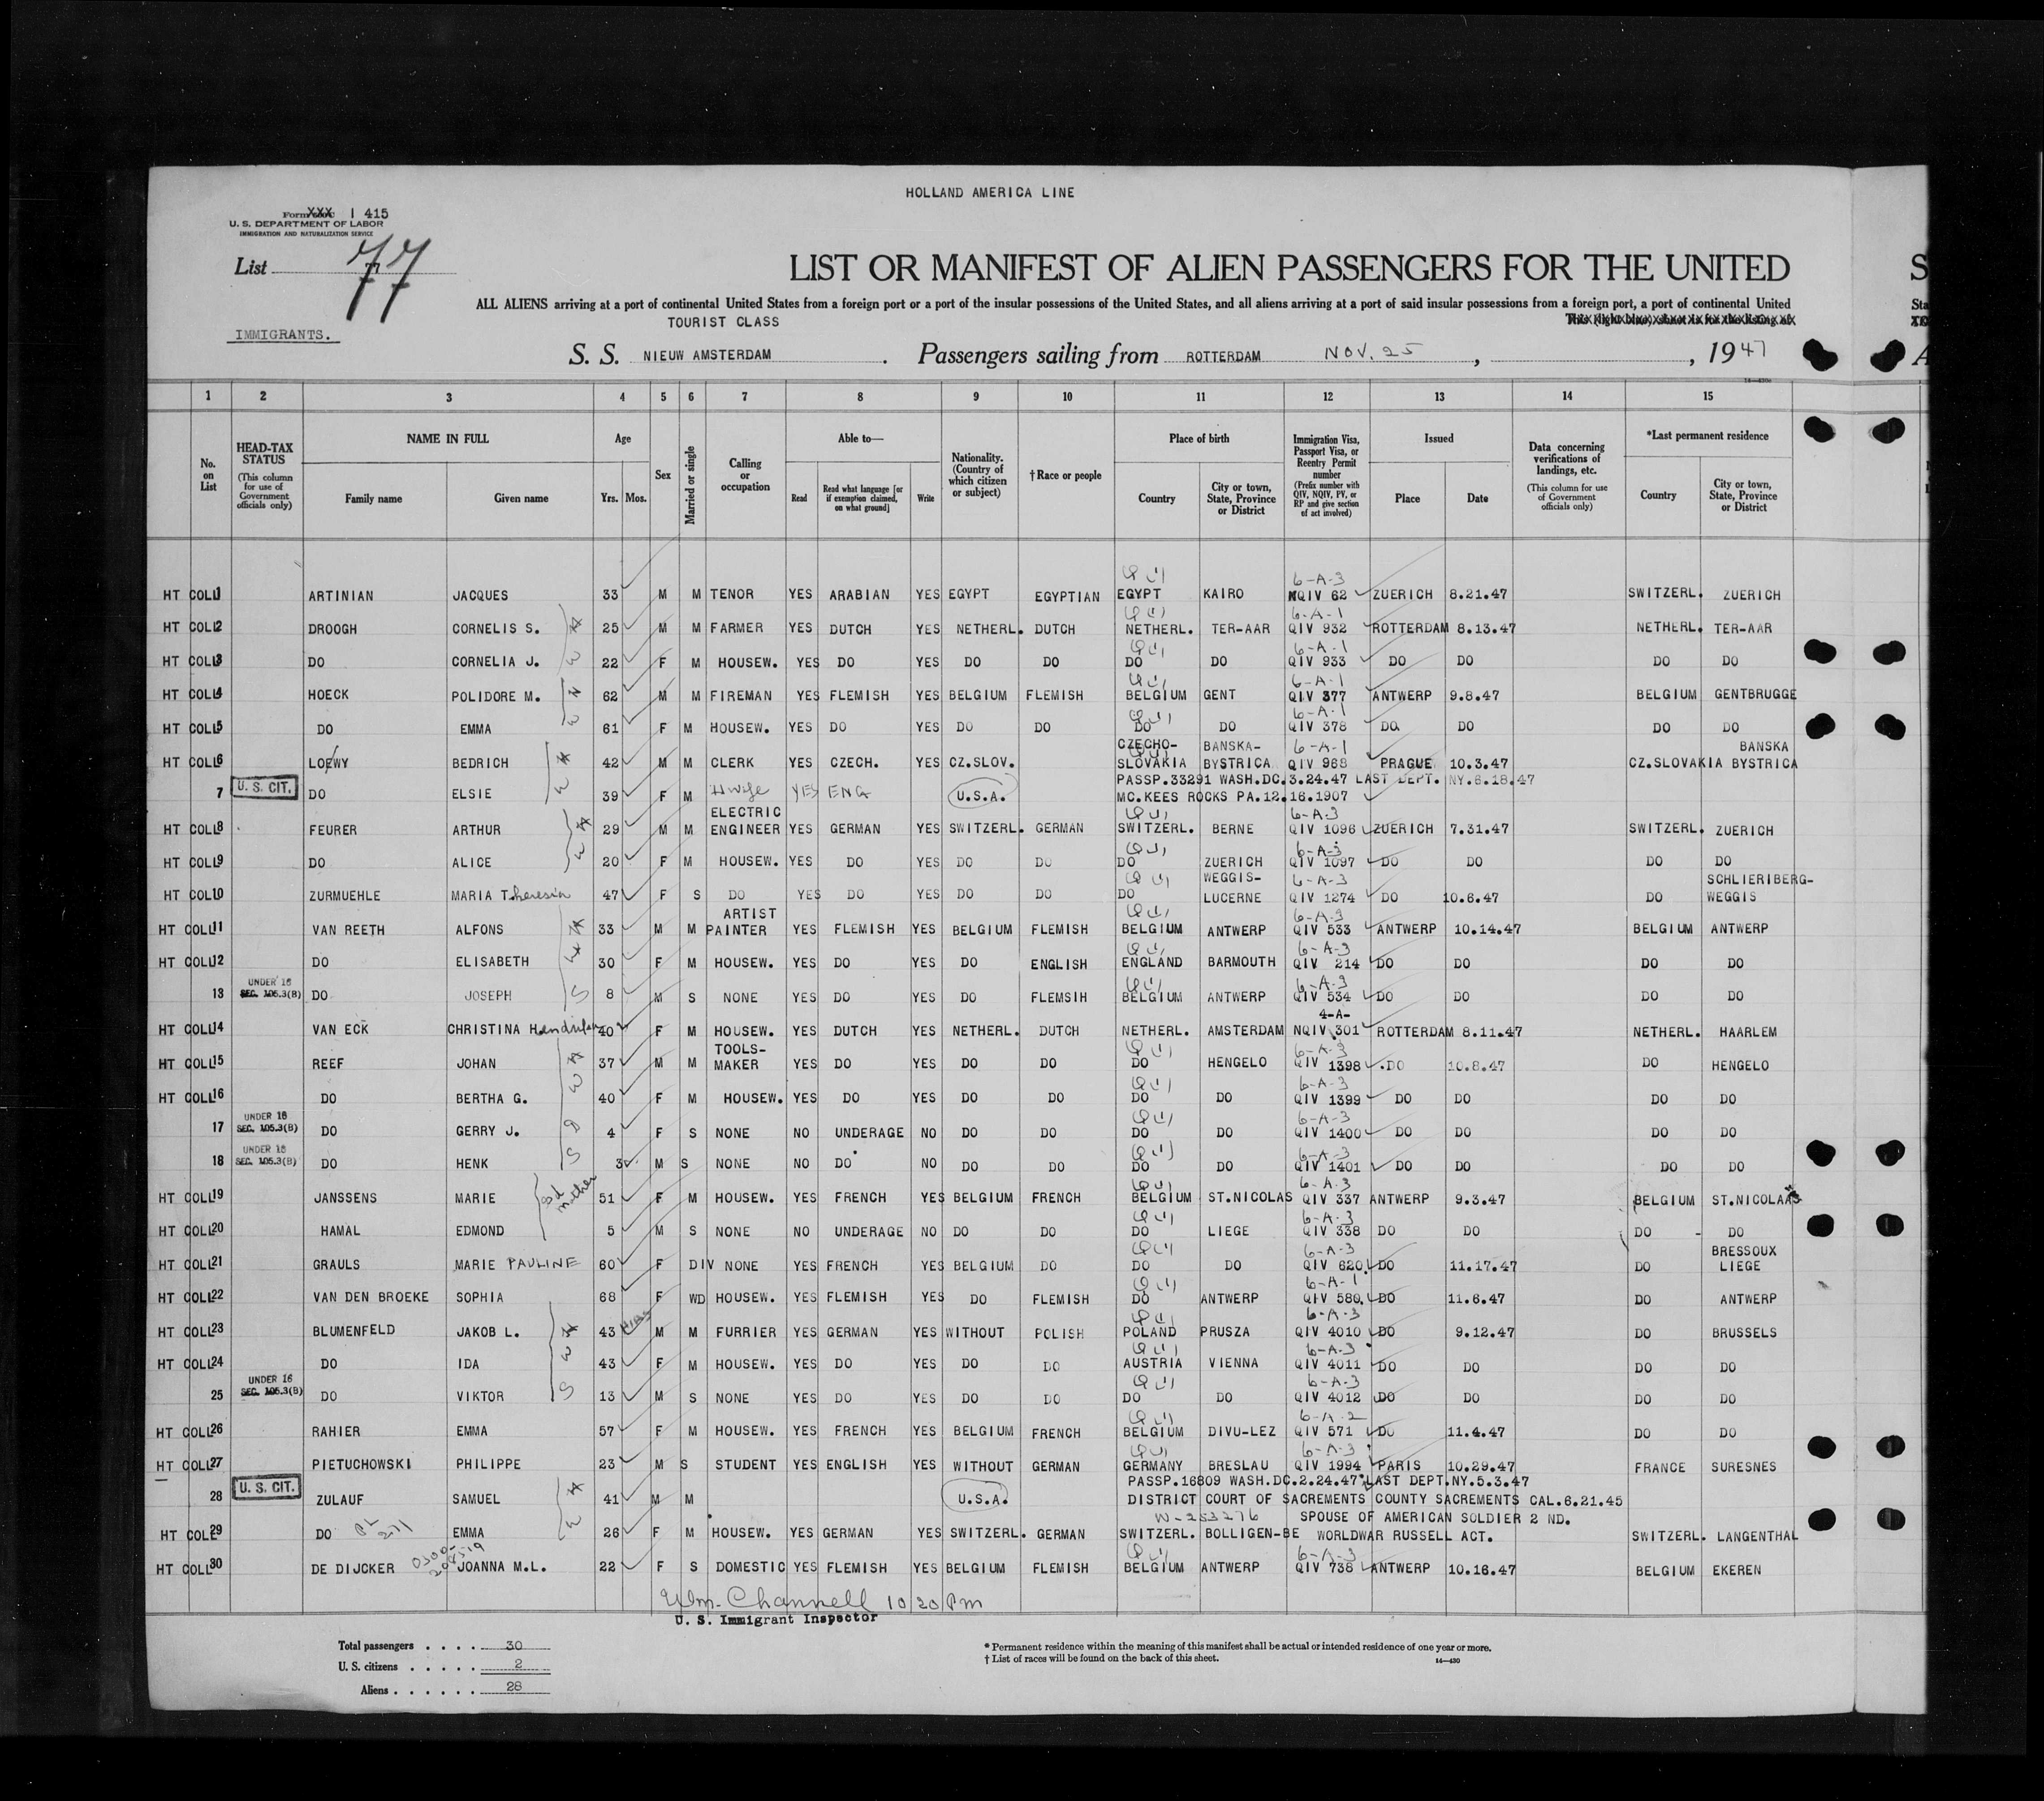 HOLLAND AMERICA LINE
Form XXX I 415
U. S. DEPARTMENT OF LABOR
IMMIGRATION AND NATURALIZATION SERVICE
List 77
LIST OR MANIFEST OF ALIEN PASSENGERS FOR THE UNITED
ALL ALIENS arriving at a port of continental United States from a foreign port or a port of the insular possessions of the United States, and all aliens arriving at a port of said insular possessions from a foreign port, a port of continental United
TOURIST CLASS
IMMIGRANTS.
S. S. NIEUW AMSTERDAM . Passengers sailing from ROTTERDAM NOV. 25 , , 1947
1 2 3 4 5 6 7 8 9 10 11 12 13 14 15
No. on List
HEAD-TAX STATUS (This column for use of Government officials only)
NAME IN FULL Family name Given name
Age Yrs. Mos.
Sex
Married or single
Calling or occupation
Able to— Read Read what language [or if exemption claimed, on what ground] Write
Nationality. (Country of which citizen or subject)
†Race or people
Place of birth Country City or town, State, Province or District
Immigration Visa, Passport Visa, or Reentry Permit number (Prefix number with QIV, NQIV, PV, or RP and give section of act involved)
Issued Place Date
Data concerning verifications of landings, etc. (This column for use of Government officials only)
*Last permanent residence Country City or town, State, Province or District
6-A-3
HT COLL 1 ARTINIAN JACQUES 33 M M TENOR YES ARABIAN YES EGYPT EGYPTIAN EGYPT KAIRO NQIV 62 ZUERICH 8.21.47 SWITZERL. ZUERICH
6-A-1
HT COLL 2 DROOGH CORNELIS S. 25 M M FARMER YES DUTCH YES NETHERL. DUTCH NETHERL. TER-AAR QIV 932 ROTTERDAM 8.13.47 NETHERL. TER-AAR
6-A-1
HT COLL 3 DO CORNELIA J. 22 F M HOUSEW. YES DO YES DO DO DO DO QIV 933 DO DO DO DO
6-A-1
HT COLL 4 HOECK POLIDORE M. 62 M M FIREMAN YES FLEMISH YES BELGIUM FLEMISH BELGIUM GENT QIV 377 ANTWERP 9.8.47 BELGIUM GENTBRUGGE
6-A-1
HT COLL 5 DO EMMA 61 F M HOUSEW. YES DO YES DO DO DO DO QIV 378 DO. DO DO DO
CZECHO- BANSKA- 6-A-1 BANSKA
HT COLL 6 LOEWY BEDRICH 42 M M CLERK YES CZECH. YES CZ.SLOV. SLOVAKIA BYSTRICA QIV 968 PRAGUE 10.3.47 CZ.SLOVAKIA BYSTRICA
PASSP.33291 WASH.DC.3.24.47 LAST DEPT. NY.6.18.47
7 U. S. CIT. DO ELSIE 39 F M Hwife YES ENG U.S.A. MC.KEES ROCKS PA.12.16.1907
ELECTRIC 6-A-3
HT COLL 8 FEURER ARTHUR 29 M M ENGINEER YES GERMAN YES SWITZERL. GERMAN SWITZERL. BERNE QIV 1096 ZUERICH 7.31.47 SWITZERL. ZUERICH
6-A-3
HT COLL 9 DO ALICE 20 F M HOUSEW. YES DO YES DO DO DO ZUERICH QIV 1097 DO DO DO DO
WEGGIS- 6-A-3 SCHLIERIBERG-
HT COLL 10 ZURMUEHLE MARIA Theresia 47 F S DO YES DO YES DO DO DO LUCERNE QIV 1274 DO 10.6.47 DO WEGGIS
ARTIST 6-A-3
HT COLL 11 VAN REETH ALFONS 33 M M PAINTER YES FLEMISH YES BELGIUM FLEMISH BELGIUM ANTWERP QIV 533 ANTWERP 10.14.47 BELGIUM ANTWERP
6-A-3
HT COLL 12 DO ELISABETH 30 F M HOUSEW. YES DO YES DO ENGLISH ENGLAND BARMOUTH QIV 214 DO DO DO DO
UNDER 16 6-A-3
13 SEC. 105.3(B) DO JOSEPH 8 M S NONE YES DO YES DO FLEMSIH BELGIUM ANTWERP QIV 534 DO DO DO DO
4-A-
HT COLL 14 VAN ECK CHRISTINA 40 F M HOUSEW. YES DUTCH YES NETHERL. DUTCH NETHERL. AMSTERDAM NQIV 301 ROTTERDAM 8.11.47 NETHERL. HAARLEM
TOOLS- 6-A-3
HT COLL 15 REEF JOHAN 37 M M MAKER YES DO YES DO DO DO HENGELO QIV 1398 .DO 10.8.47 DO HENGELO
6-A-3
HT COLL 16 DO BERTHA G. 40 F M HOUSEW. YES DO YES DO DO DO DO QIV 1399 DO DO DO DO
UNDER 16 6-A-3
17 SEC. 105.3(B) DO GERRY J. 4 F S NONE NO UNDERAGE NO DO DO DO DO QIV 1400 DO DO DO DO
UNDER 16 6-A-3
18 SEC. 105.3(B) DO HENK 3 M S NONE NO DO NO DO DO DO DO QIV 1401 DO DO DO DO
Gd mother 6-A-3
HT COLL 19 JANSSENS MARIE 51 F M HOUSEW. YES FRENCH YES BELGIUM FRENCH BELGIUM ST.NICOLAS QIV 337 ANTWERP 9.3.47 BELGIUM ST.NICOLAAS
6-A-3
HT COLL 20 HAMAL EDMOND 5 M S NONE NO UNDERAGE NO DO DO DO LIEGE QIV 338 DO DO DO - DO
6-A-3 BRESSOUX
HT COLL 21 GRAULS MARIE PAULINE 60 F DIV NONE YES FRENCH YES BELGIUM DO DO DO QIV 620. DO 11.17.47 DO LIEGE
6-A-1
HT COLL 22 VAN DEN BROEKE SOPHIA 68 F WD HOUSEW. YES FLEMISH YES DO FLEMISH DO ANTWERP QIV 580. DO 11.6.47 DO ANTWERP
6-A-3
HT COLL 23 BLUMENFELD JAKOB L. 43 M M FURRIER YES GERMAN YES WITHOUT POLISH POLAND PRUSZA QIV 4010 DO 9.12.47 DO BRUSSELS
6-A-3
HT COLL 24 DO IDA 43 F M HOUSEW. YES DO YES DO DO AUSTRIA VIENNA QIV 4011 DO DO DO DO
UNDER 16 6-A-3
25 SEC. 105.3(B) DO VIKTOR 13 M S NONE YES DO YES DO DO DO DO QIV 4012 DO DO DO DO
6-A-2
HT COLL 26 RAHIER EMMA 57 F M HOUSEW. YES FRENCH YES BELGIUM FRENCH BELGIUM DIVU-LEZ QIV 571 DO 11.4.47 DO DO
6-A-3
HT COLL 27 PIETUCHOWSKI PHILIPPE 23 M S STUDENT YES ENGLISH YES WITHOUT GERMAN GERMANY BRESLAU QIV 1994 PARIS 10.29.47 FRANCE SURESNES
PASSP.16809 WASH.DC.2.24.47 LAST DEPT.NY.5.3.47
28 U. S. CIT. ZULAUF SAMUEL 41 M M U.S.A. DISTRICT COURT OF SACREMENTS COUNTY SACREMENTS CAL.6.21.45
W-253276 SPOUSE OF AMERICAN SOLDIER 2 ND.
HT COLL 29 DO PL 271 EMMA 26 F M HOUSEW. YES GERMAN YES SWITZERL. GERMAN SWITZERL. BOLLIGEN-BE WORLDWAR RUSSELL ACT. SWITZERL. LANGENTHAL
6-A-3
HT COLL 30 DE DIJCKER JOANNA M.L. 22 F S DOMESTIC YES FLEMISH YES BELGIUM FLEMISH BELGIUM ANTWERP QIV 738 ANTWERP 10.16.47 BELGIUM EKEREN
Wm. Channell 10 20 PM
U. S. Immigrant Inspector
Total passengers . . . . 30
U. S. citizens . . . . . 2
Aliens . . . . . . 28
* Permanent residence within the meaning of this manifest shall be actual or intended residence of one year or more.
† List of races will be found on the back of this sheet.
14—430